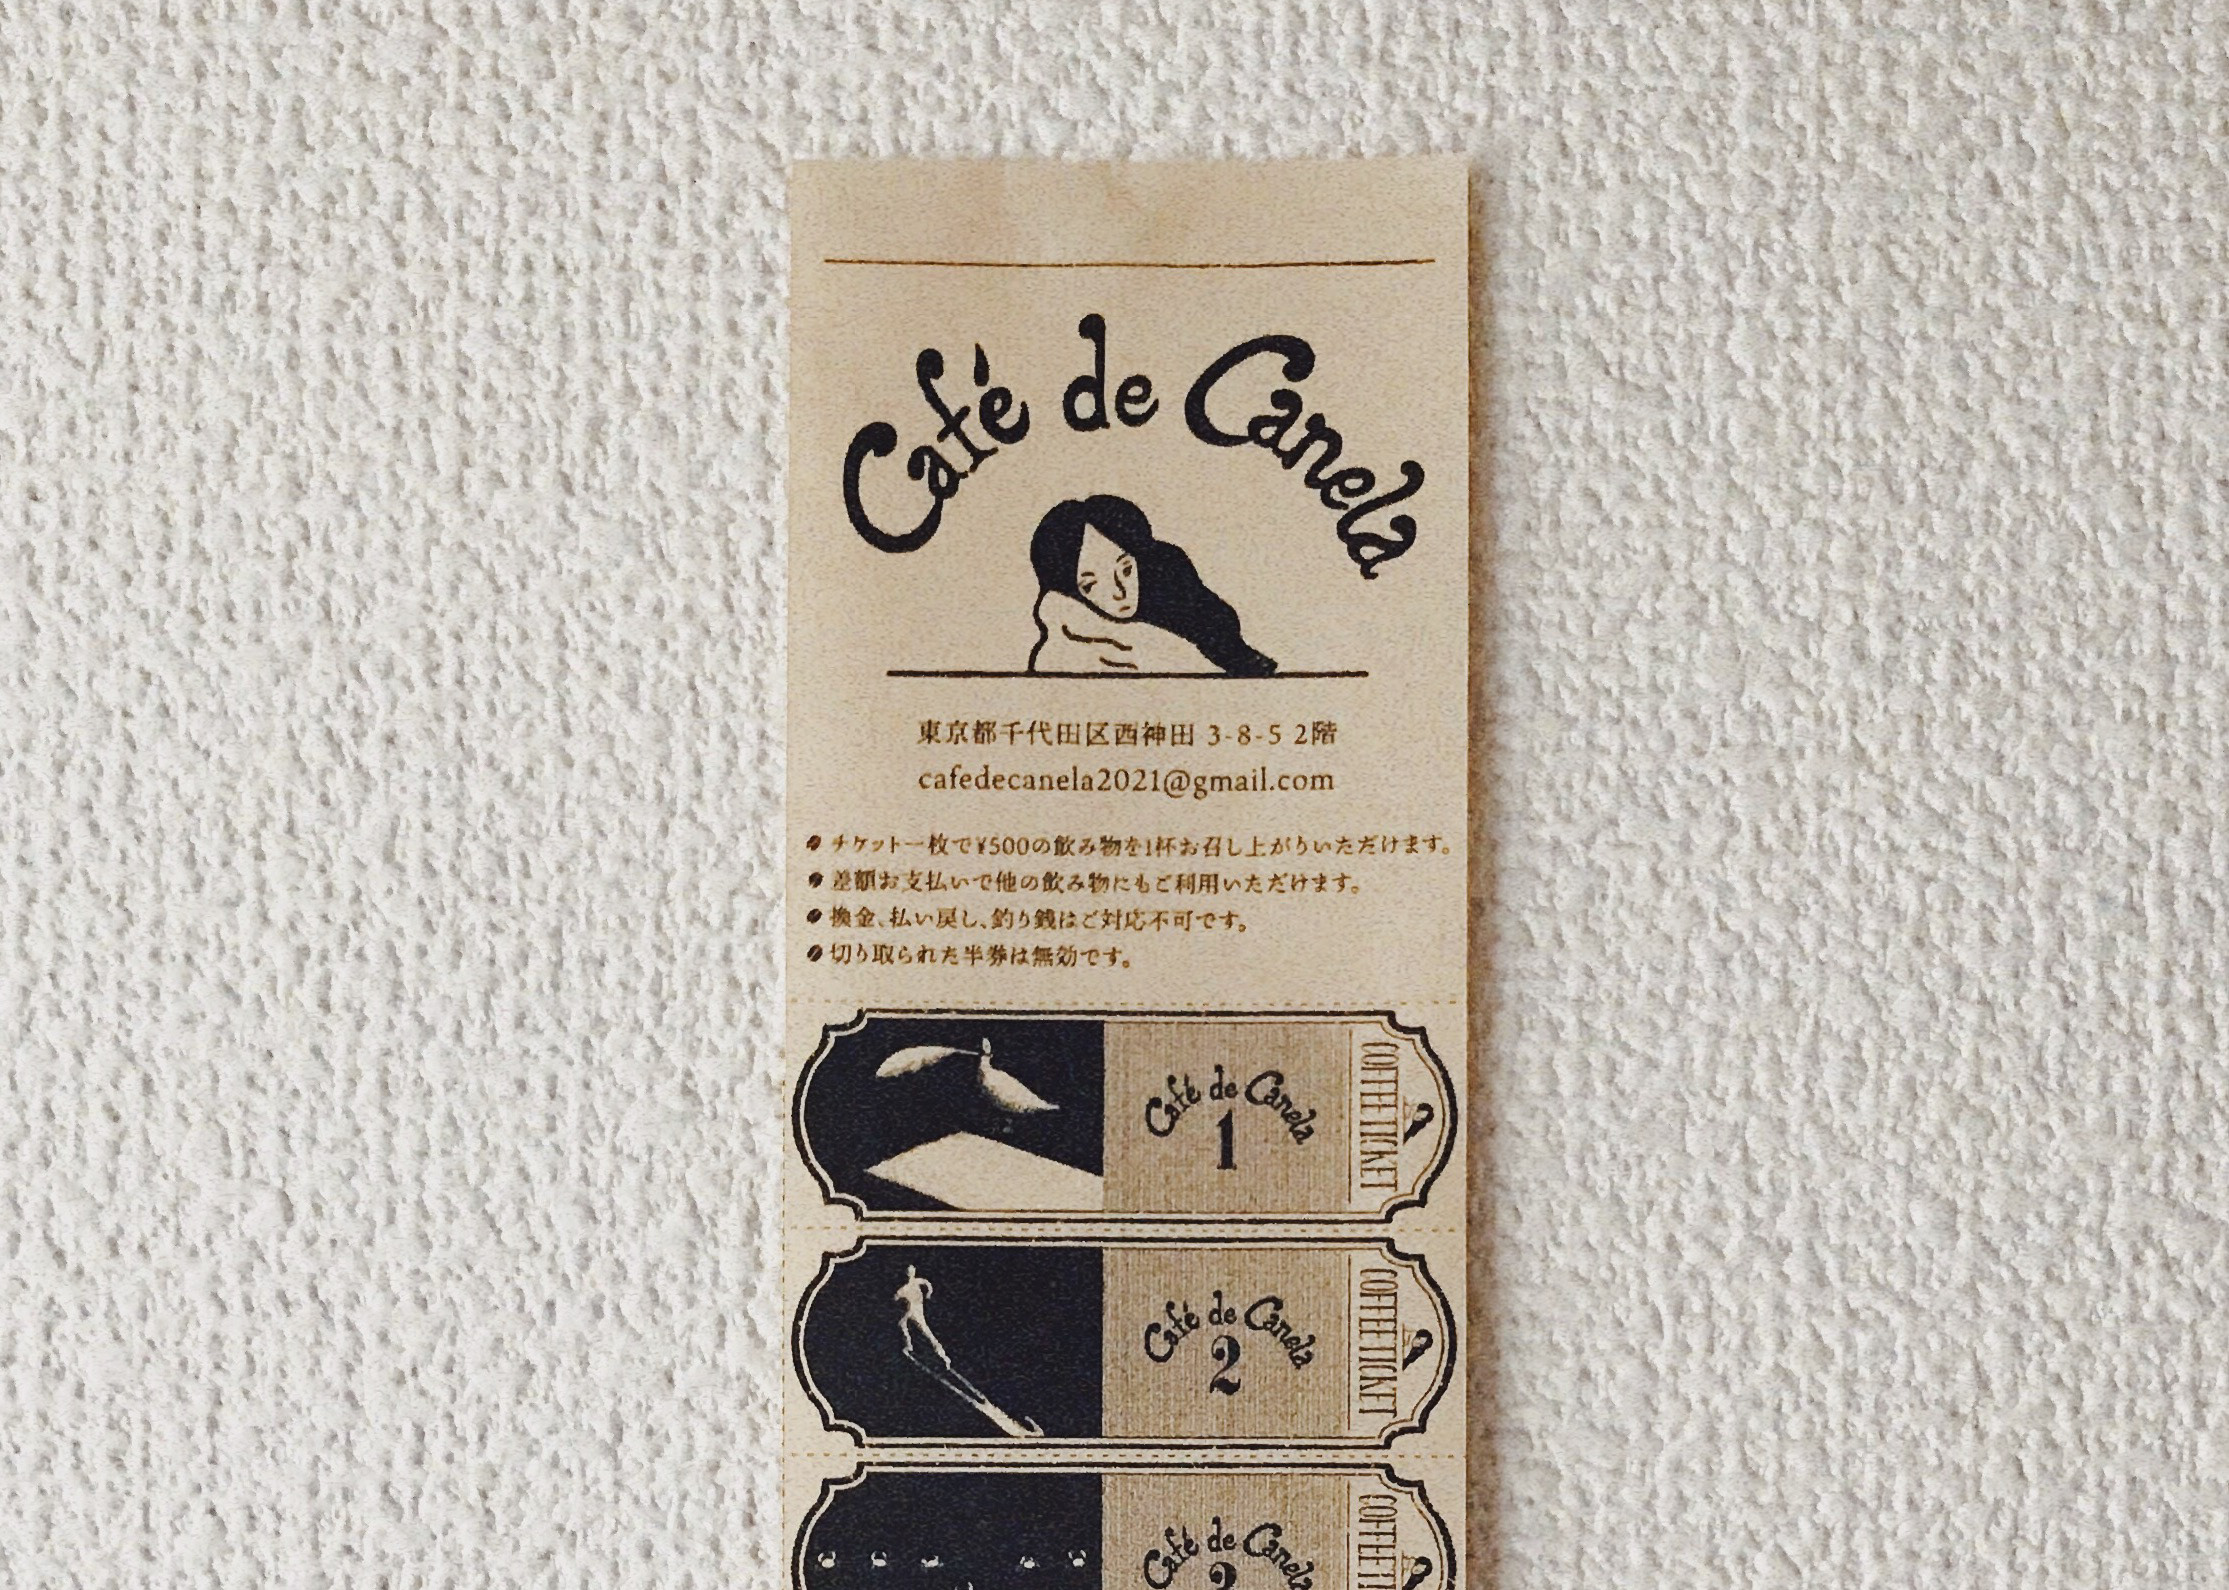 Café de Canela
東京都千代田区西神田 3-8-5 2階
cafedecanela2021@gmail.com
チケット一枚で¥500の飲み物を1杯お召し上がりいただけます。
差額お支払いで他の飲み物にもご利用いただけます。
換金、払い戻し、釣り銭はご対応不可です。
切り取られた半券は無効です。
Café de Canela
1
COFFEE TICKET
Café de Canela
2
COFFEE TICKET
Café de Canela
3